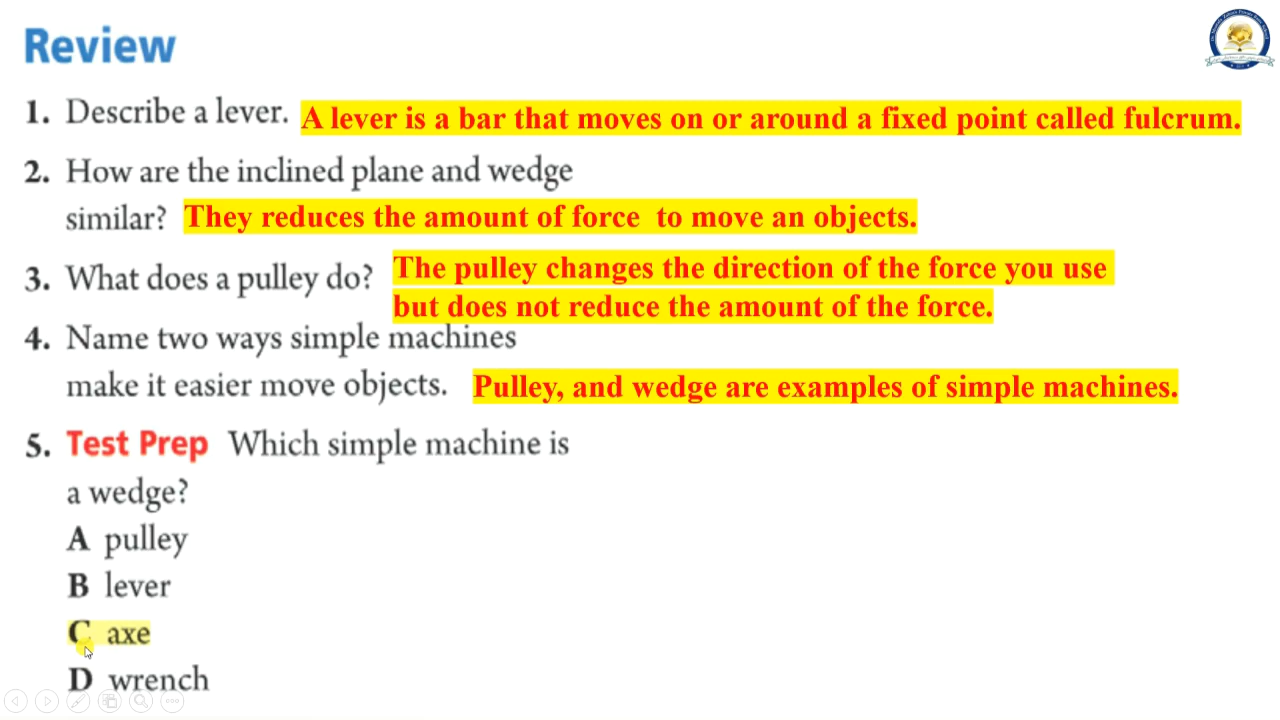 Review
1. Describe a lever. A lever is a bar that moves on or around a fixed point called fulcrum.
2. How are the inclined plane and wedge
similar? They reduces the amount of force to move an objects.
3. What does a pulley do? The pulley changes the direction of the force you use
but does not reduce the amount of the force.
4. Name two ways simple machines
make it easier move objects. Pulley, and wedge are examples of simple machines.
5. Test Prep Which simple machine is
a wedge?
A pulley
B lever
C axe
D wrench